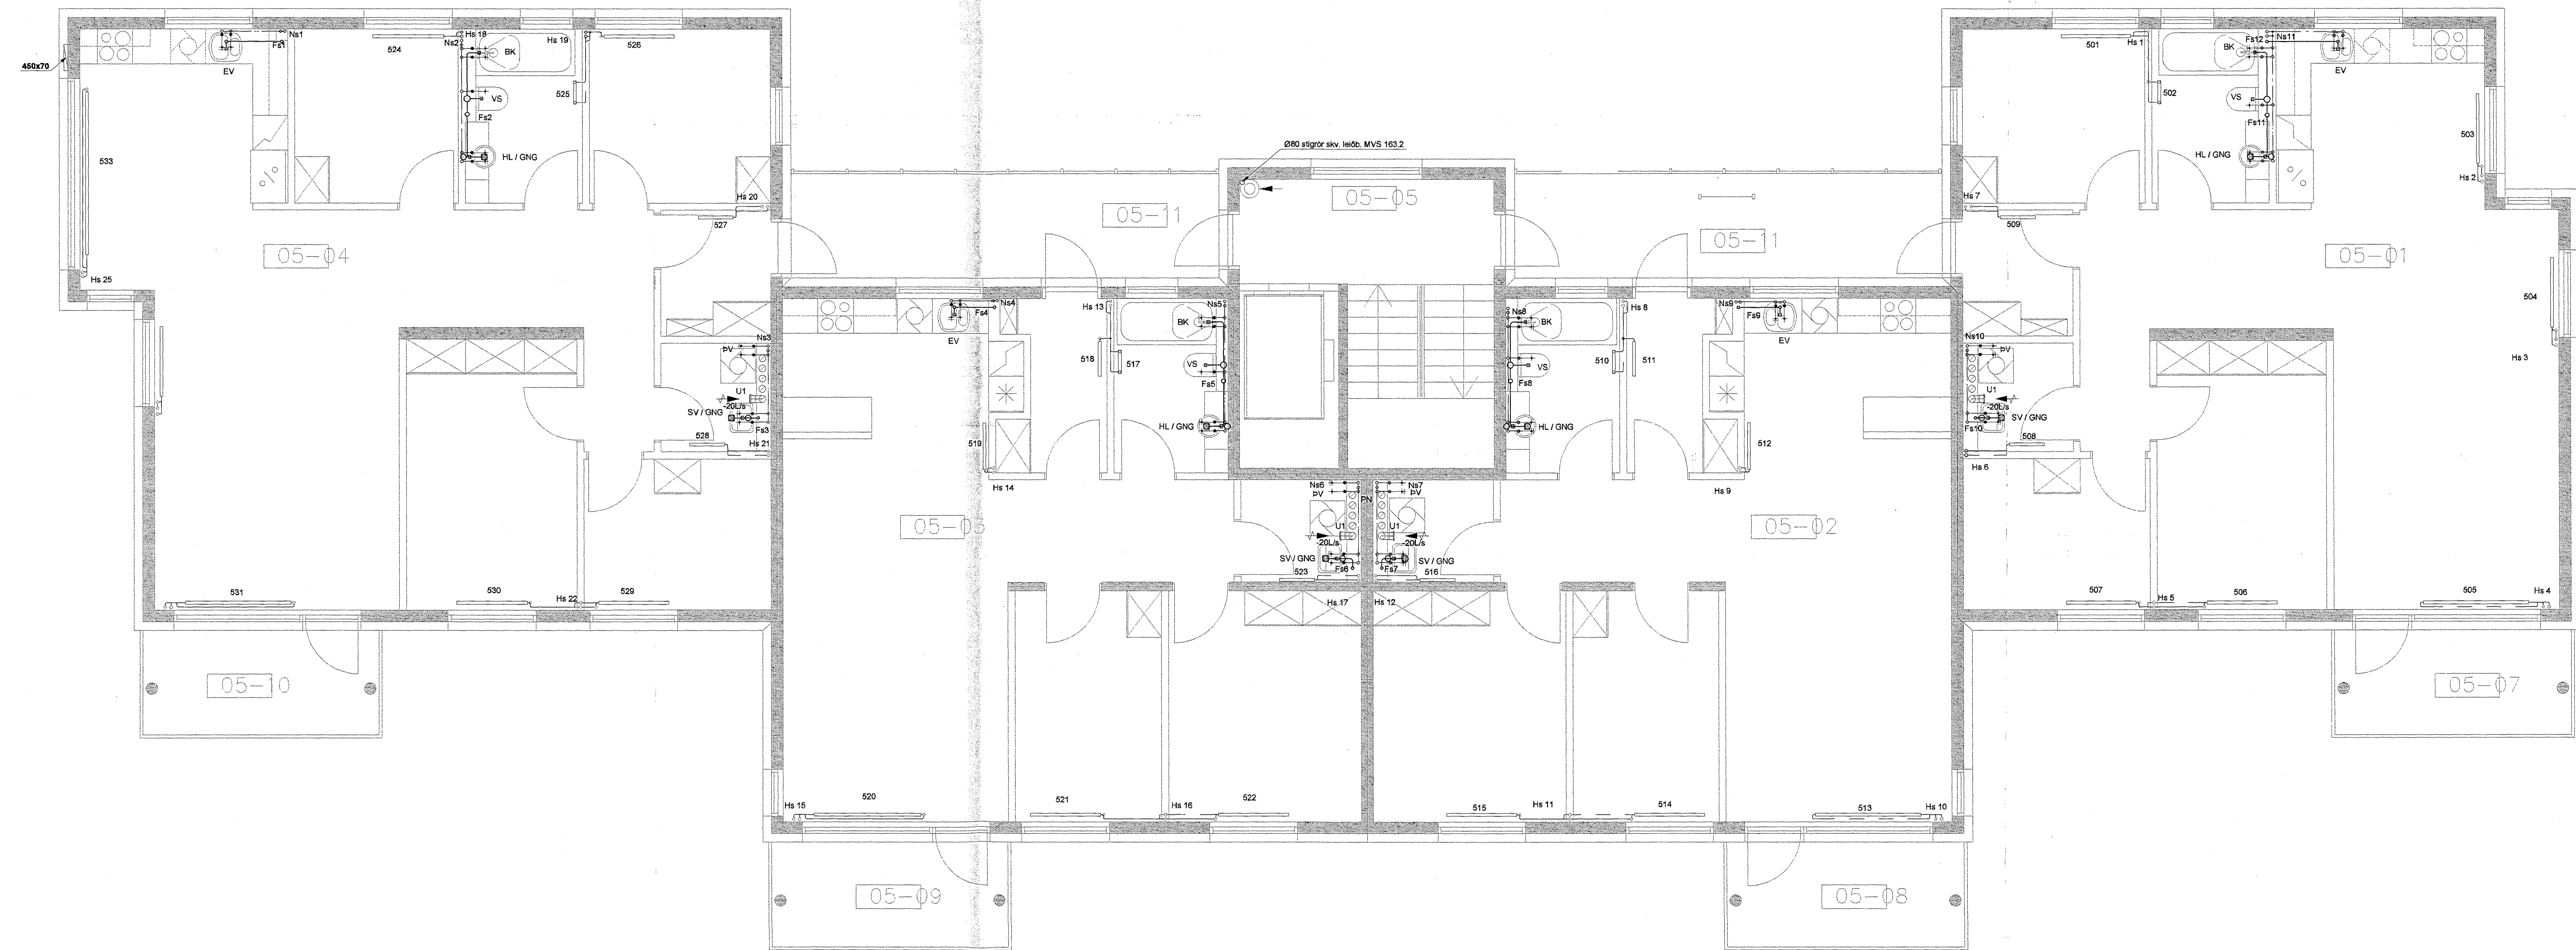 450x70
Ns1
Fs1
EV
524
Hs 18
Ns2
BK
VS
Fs2
HL / GNG
Hs 19
526
525
533
Hs 20
527
05-04
Hs 25
Ns3
ÞV
U1
-20L/s
SV / GNG
Fs3
528
Hs 21
531
530
Hs 22
529
05-10
Ø80 stigrör skv. leiðb. MVS 163.2
05-11
05-05
05-11
Ns4
Fs4
EV
Hs 13
Ns5
BK
518
517
VS
Fs5
HL / GNG
519
Hs 14
05-03
Ns6
ÞV
U1
-20L/s
SV / GNG
Fs6
523
ÞN
Hs 17
Hs 15
520
521
Hs 16
522
05-09
Ns8
BK
Hs 8
Ns9
Fs9
EV
VS
510
511
Fs8
HL / GNG
512
Hs 9
Ns7
ÞV
U1
-20L/s
SV / GNG
Fs7
516
05-02
Hs 12
515
Hs 11
514
513
Hs 10
05-08
501
Hs 1
Fs12
Ns11
BK
EV
502
VS
Fs11
HL / GNG
503
Hs 2
Hs 7
509
05-01
504
Hs 3
Ns10
ÞV
U1
-20L/s
SV / GNG
Fs10
508
Hs 6
507
Hs 5
506
505
Hs 4
05-07